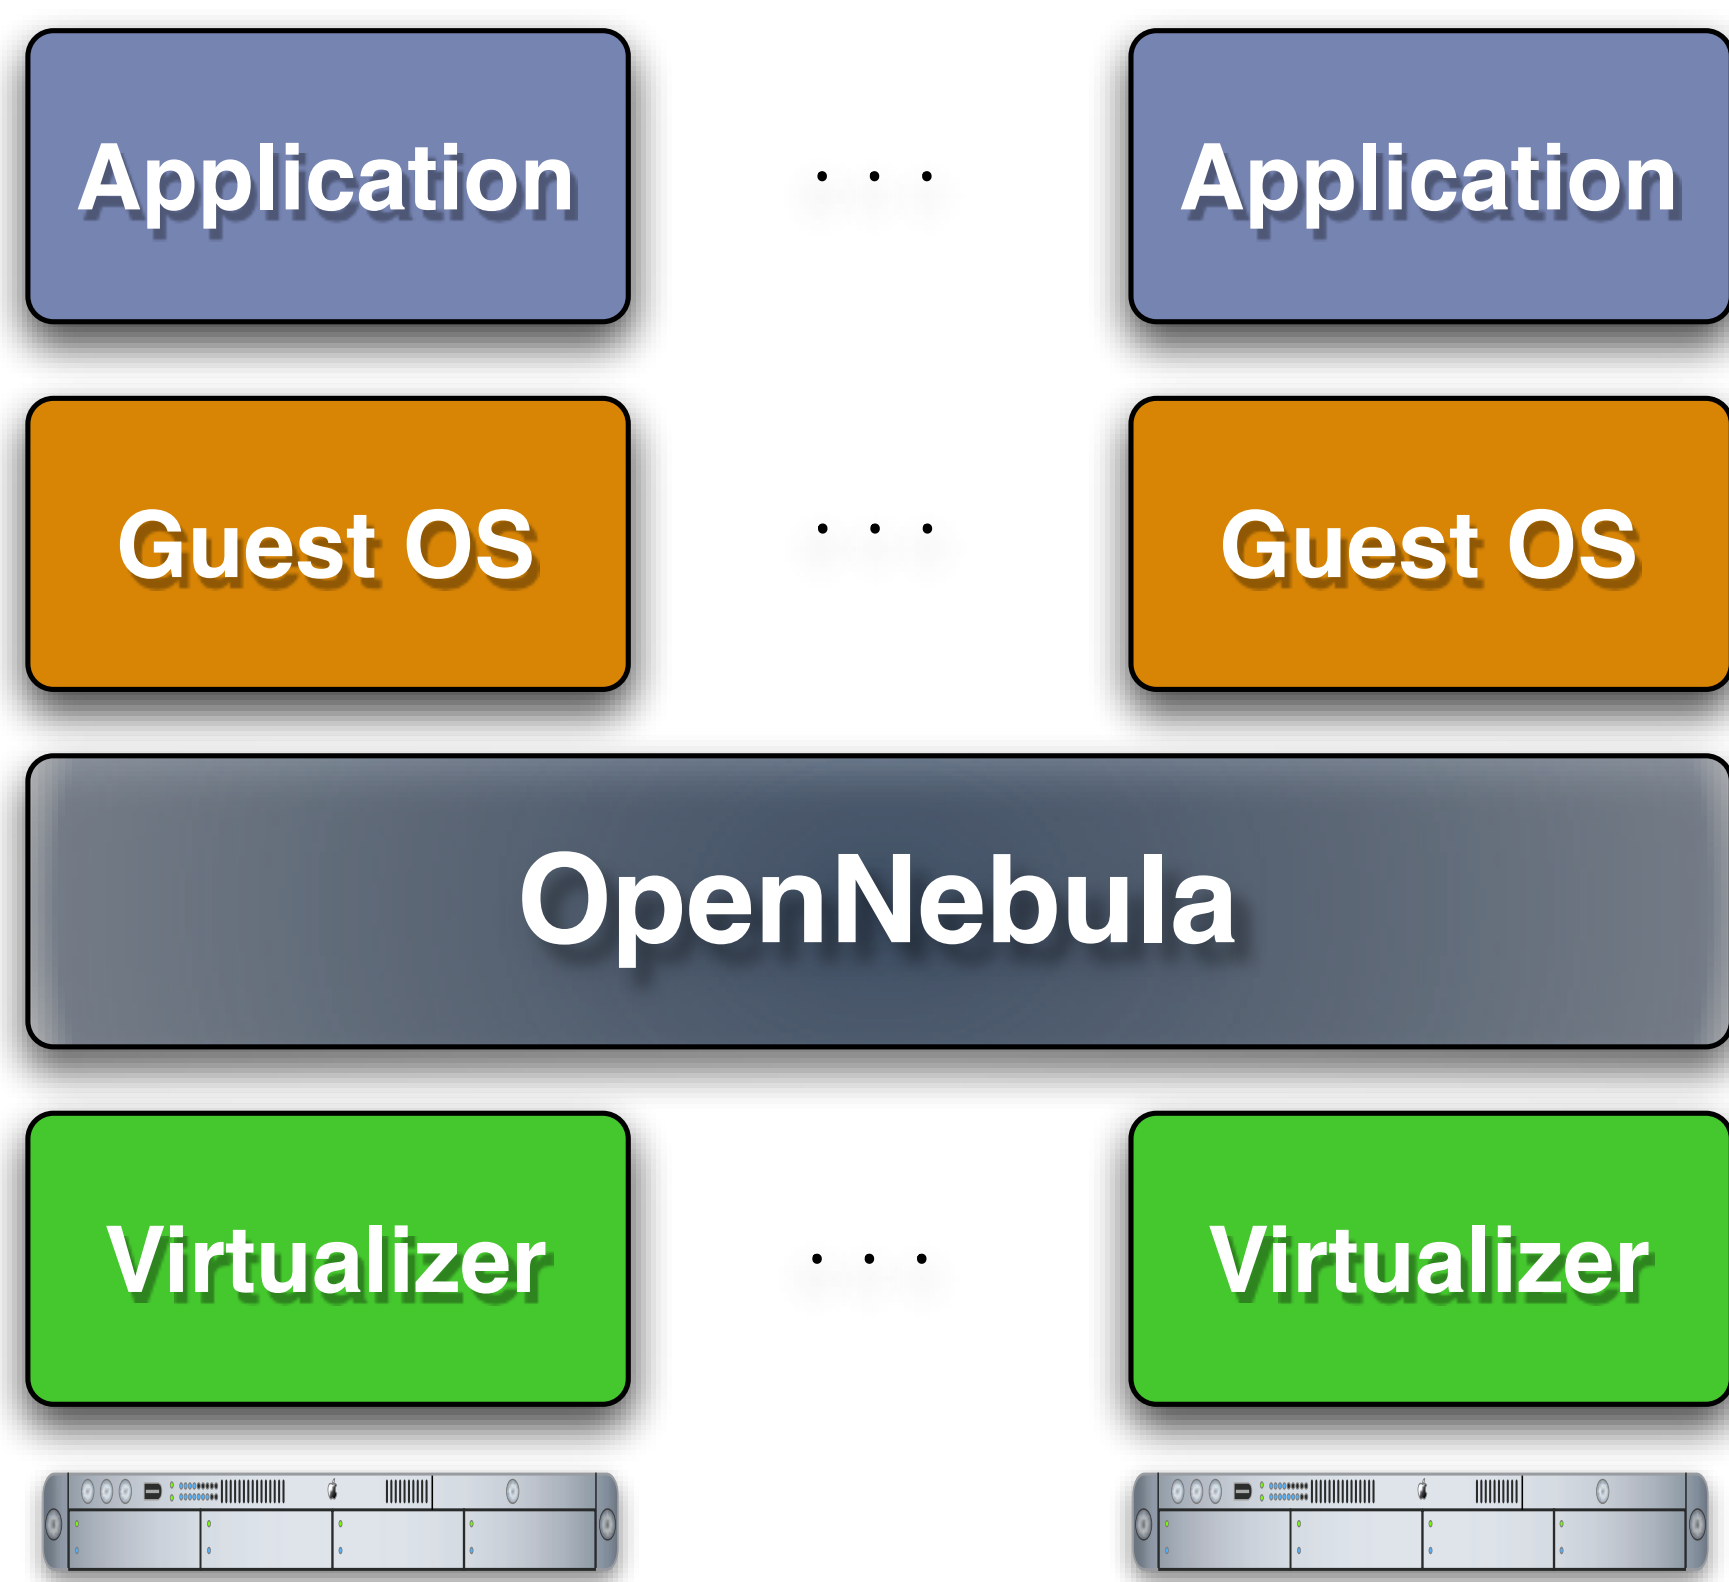 Application
. . .
Application
Guest OS
. . .
Guest OS
OpenNebula
Virtualizer
. . .
Virtualizer